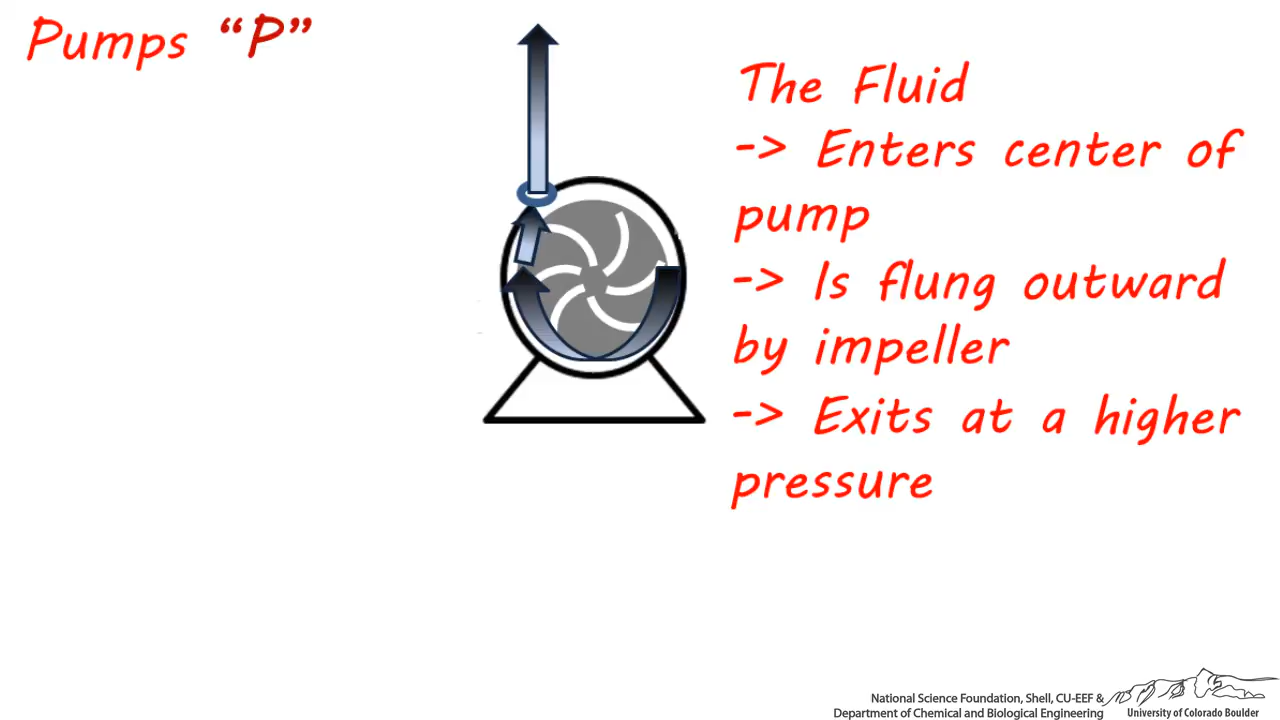 Pumps “P”
The Fluid
-> Enters center of
pump
-> Is flung outward
by impeller
-> Exits at a higher
pressure
National Science Foundation, Shell, CU-EEF &
Department of Chemical and Biological Engineering
University of Colorado Boulder